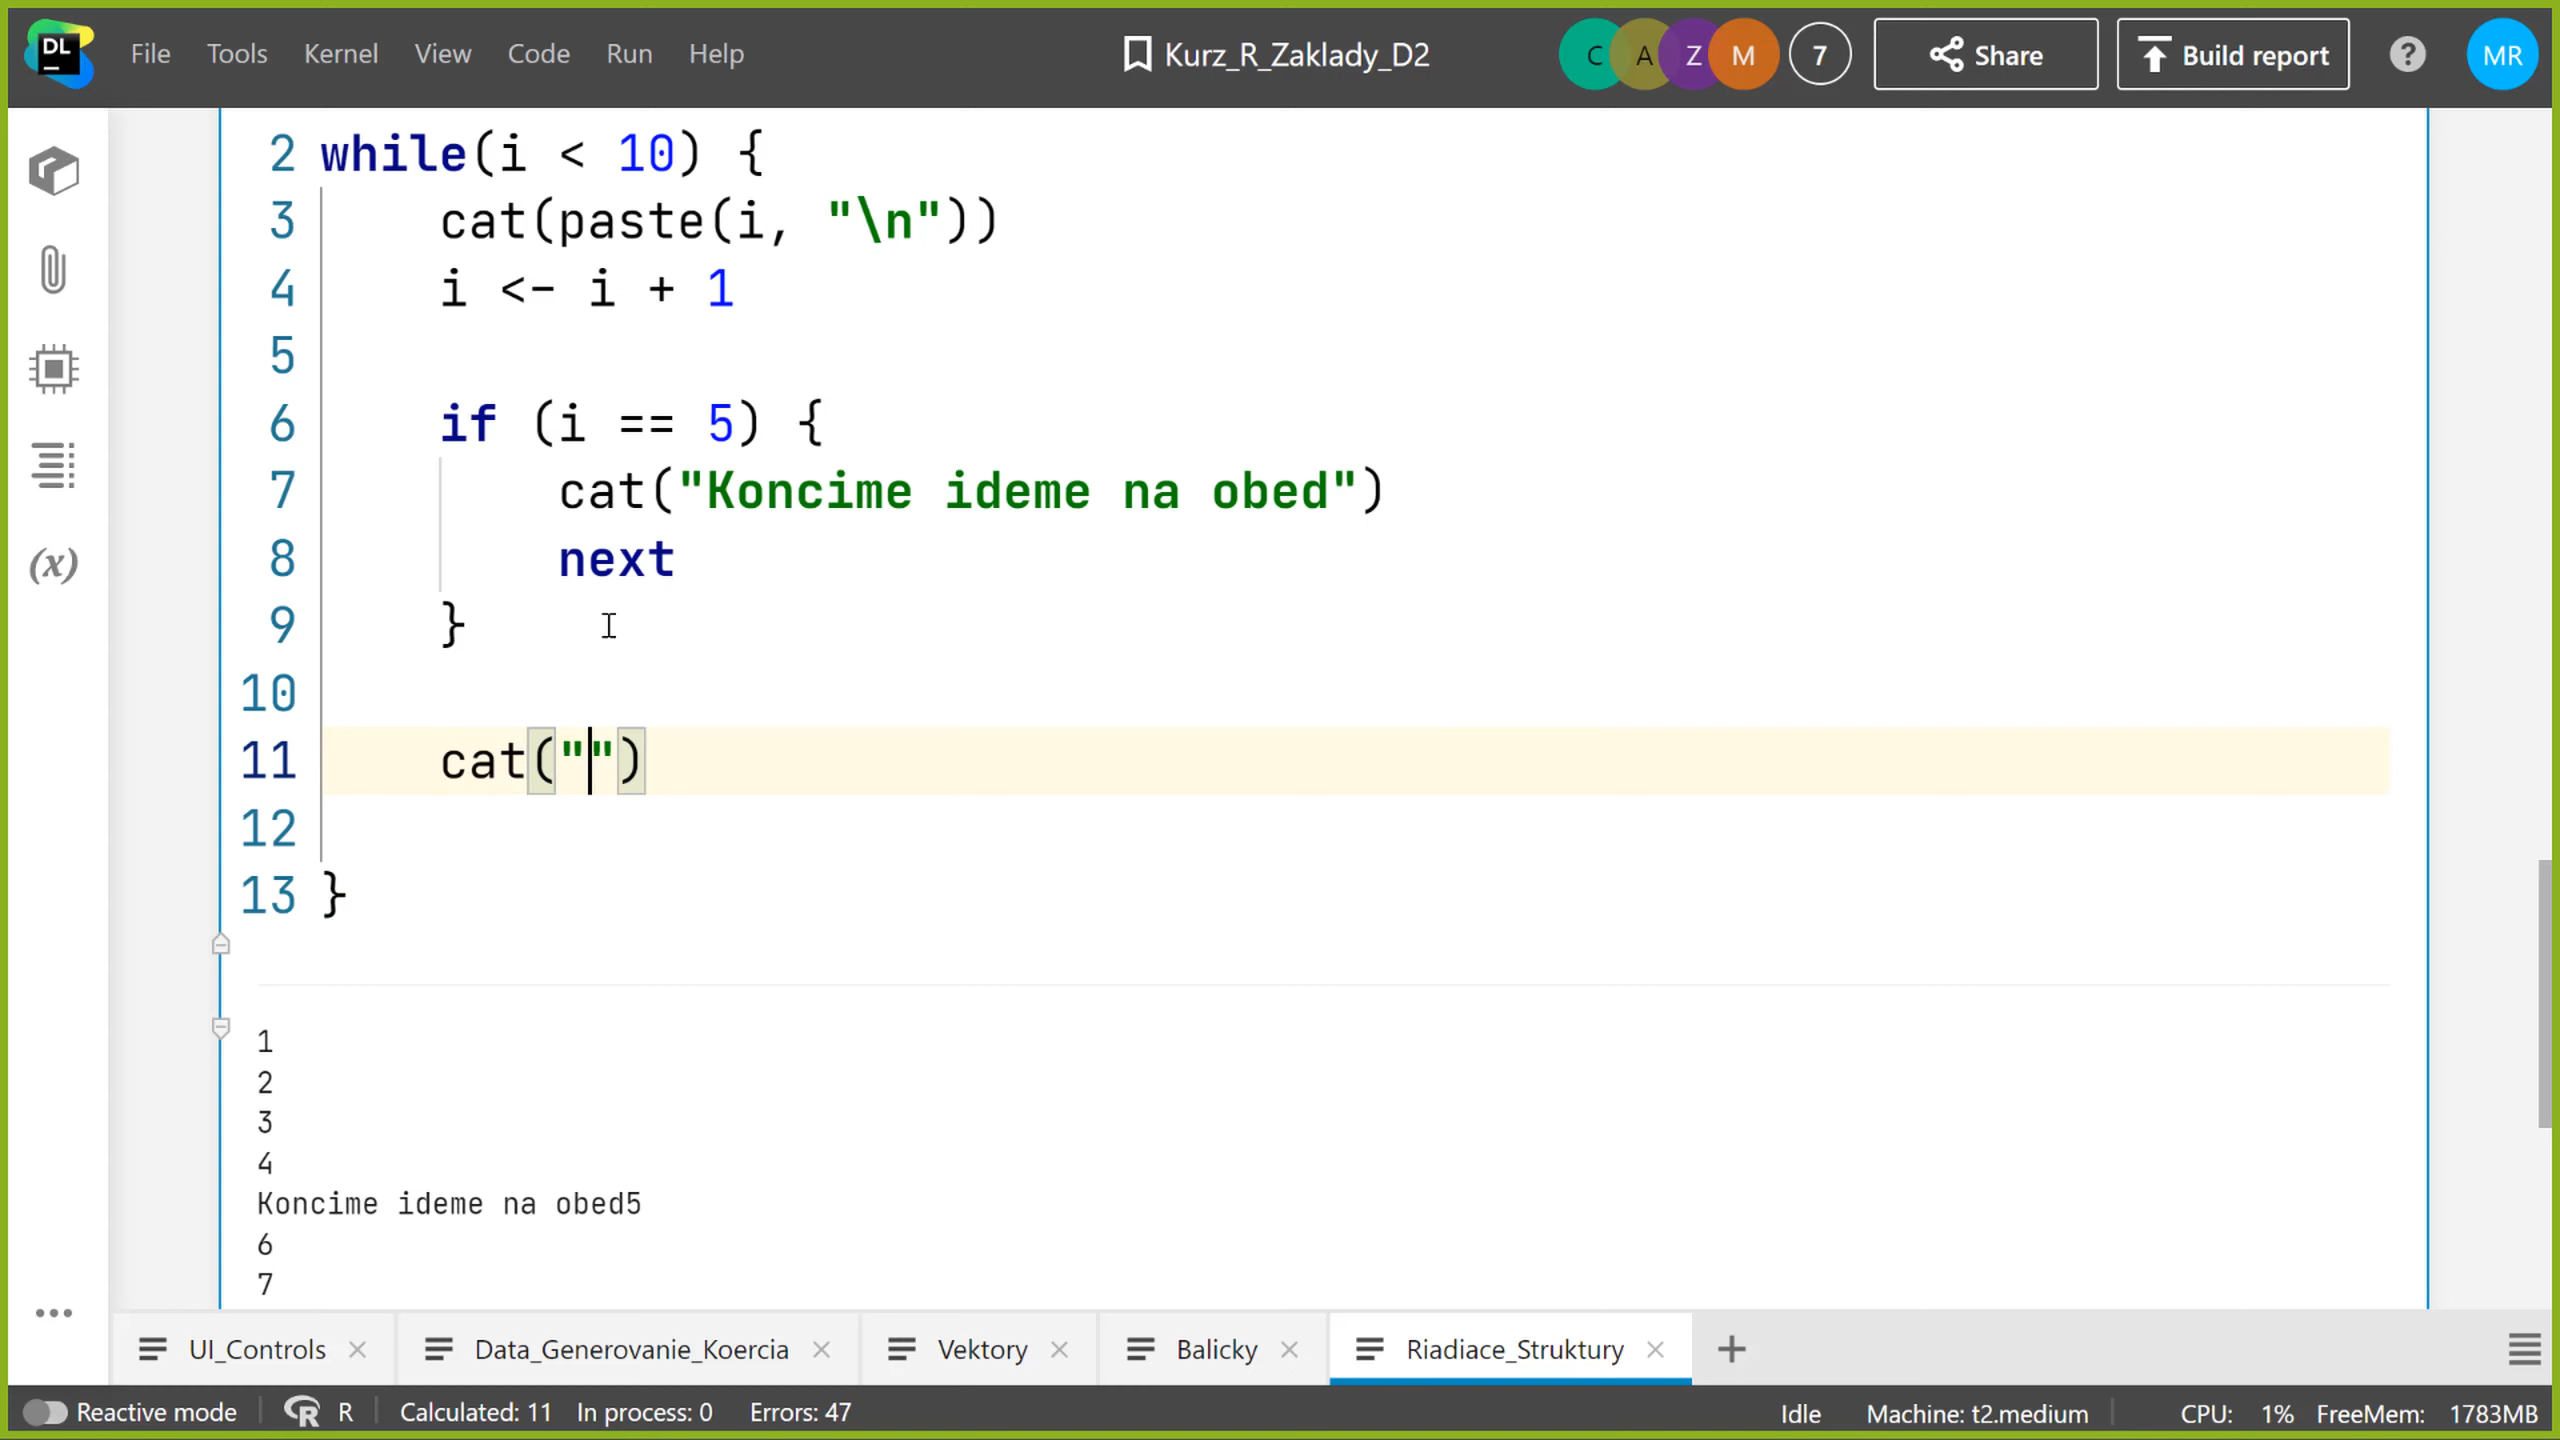 DL
File Tools Kernel View Code Run Help
Kurz_R_Zaklady_D2
C A Z M 7 Share Build report ? MR
2 while(i < 10) {
3 cat(paste(i, "\n"))
4 i <- i + 1
5
6 if (i == 5) {
7 cat("Koncime ideme na obed")
8 next
9 }
10
11 cat("")
12
13 }
(x)
1
2
3
4
Koncime ideme na obed5
6
7
UI_Controls Data_Generovanie_Koercia Vektory Balicky Riadiace_Struktury
Reactive mode R Calculated: 11 In process: 0 Errors: 47 Idle Machine: t2.medium CPU: 1% FreeMem: 1783MB